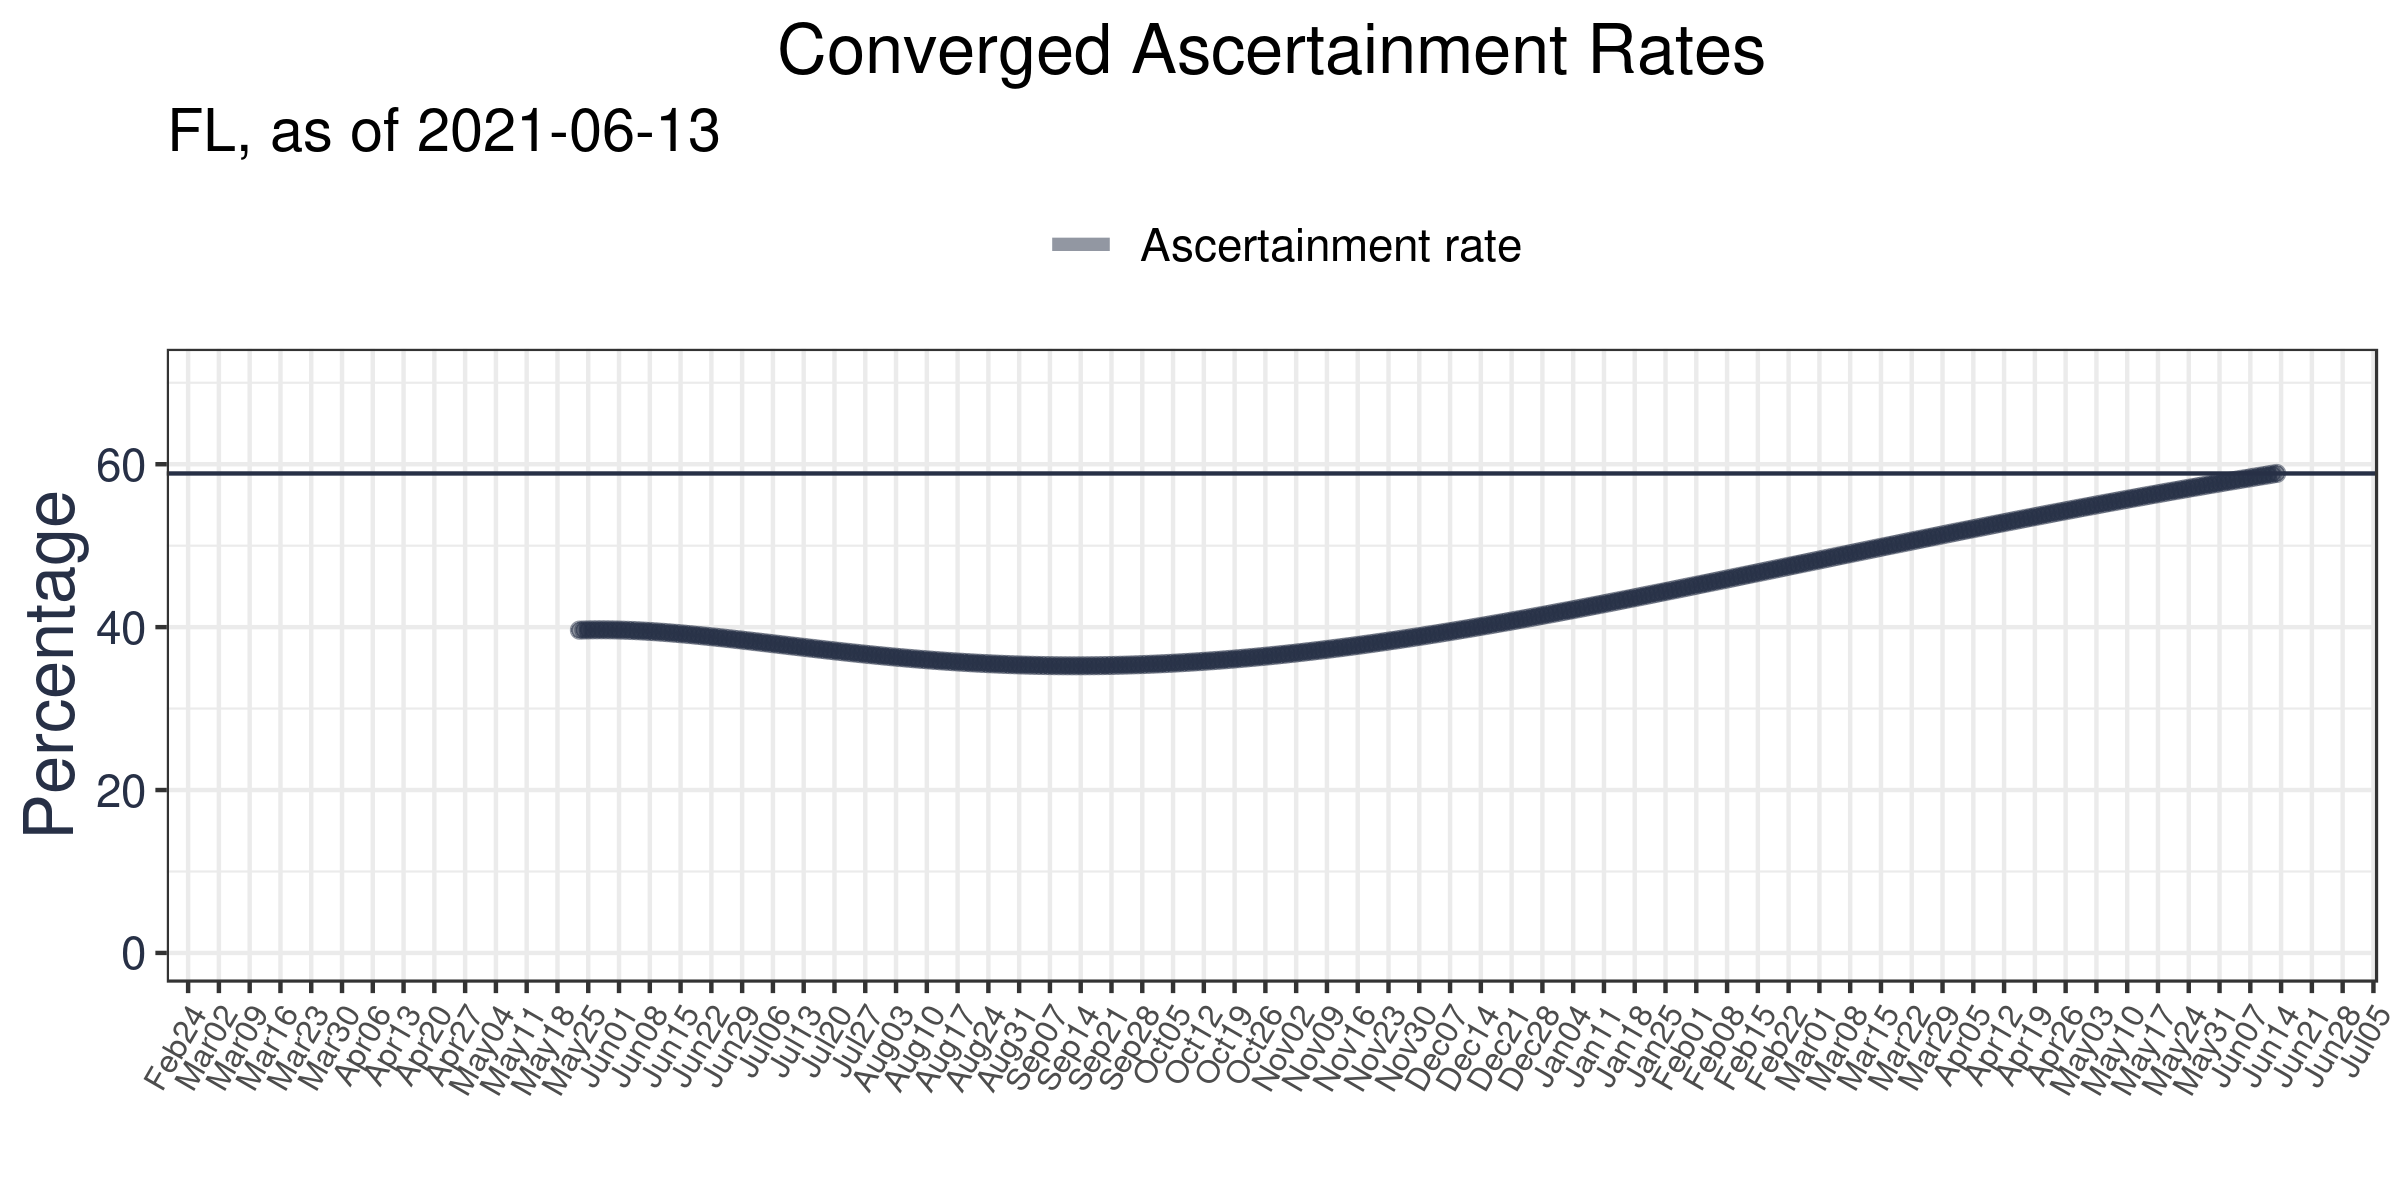 Converged Ascertainment Rates
FL, as of 2021-06-13
Ascertainment rate
Percentage
60
40
20
0
Feb24
Mar02
Mar09
Mar16
Mar23
Mar30
Apr06
Apr13
Apr20
Apr27
May04
May11
May18
May25
Jun01
Jun08
Jun15
Jun22
Jun29
Jul06
Jul13
Jul20
Jul27
Aug03
Aug10
Aug17
Aug24
Aug31
Sep07
Sep14
Sep21
Sep28
Oct05
Oct12
Oct19
Oct26
Nov02
Nov09
Nov16
Nov23
Nov30
Dec07
Dec14
Dec21
Dec28
Jan04
Jan11
Jan18
Jan25
Feb01
Feb08
Feb15
Feb22
Mar01
Mar08
Mar15
Mar22
Mar29
Apr05
Apr12
Apr19
Apr26
May03
May10
May17
May24
May31
Jun07
Jun14
Jun21
Jun28
Jul05